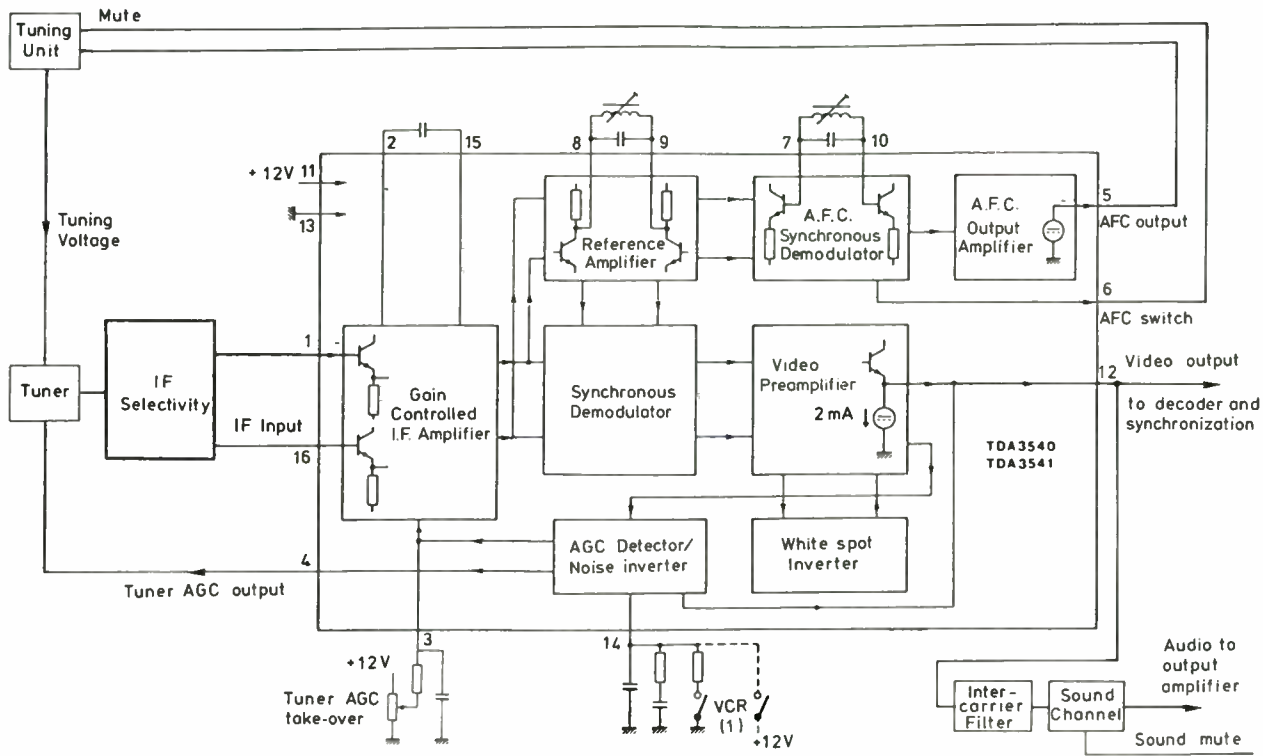 Mute
Tuning
Unit
2
15
8
9
7
10
+ 12V
11
13
Tuning
Voltage
Reference
Amplifier
A.F.C.
Synchronous
Demodulator
A.F.C.
Output
Amplifier
5
AFC output
6
AFC switch
Tuner
IF
Selectivity
1
IF Input
16
Gain
Controlled
I.F. Amplifier
Synchronous
Demodulator
Video
Preamplifier
2mA
12
Video output
to decoder and
synchronization
TDA3540
TDA3541
AGC Detector/
Noise inverter
White spot
Inverter
4
Tuner AGC output
3
14
+12V
Tuner AGC
take-over
VCR
(1)
+12V
Inter-
carrier
Filter
Sound
Channel
Audio to
output
amplifier
Sound mute